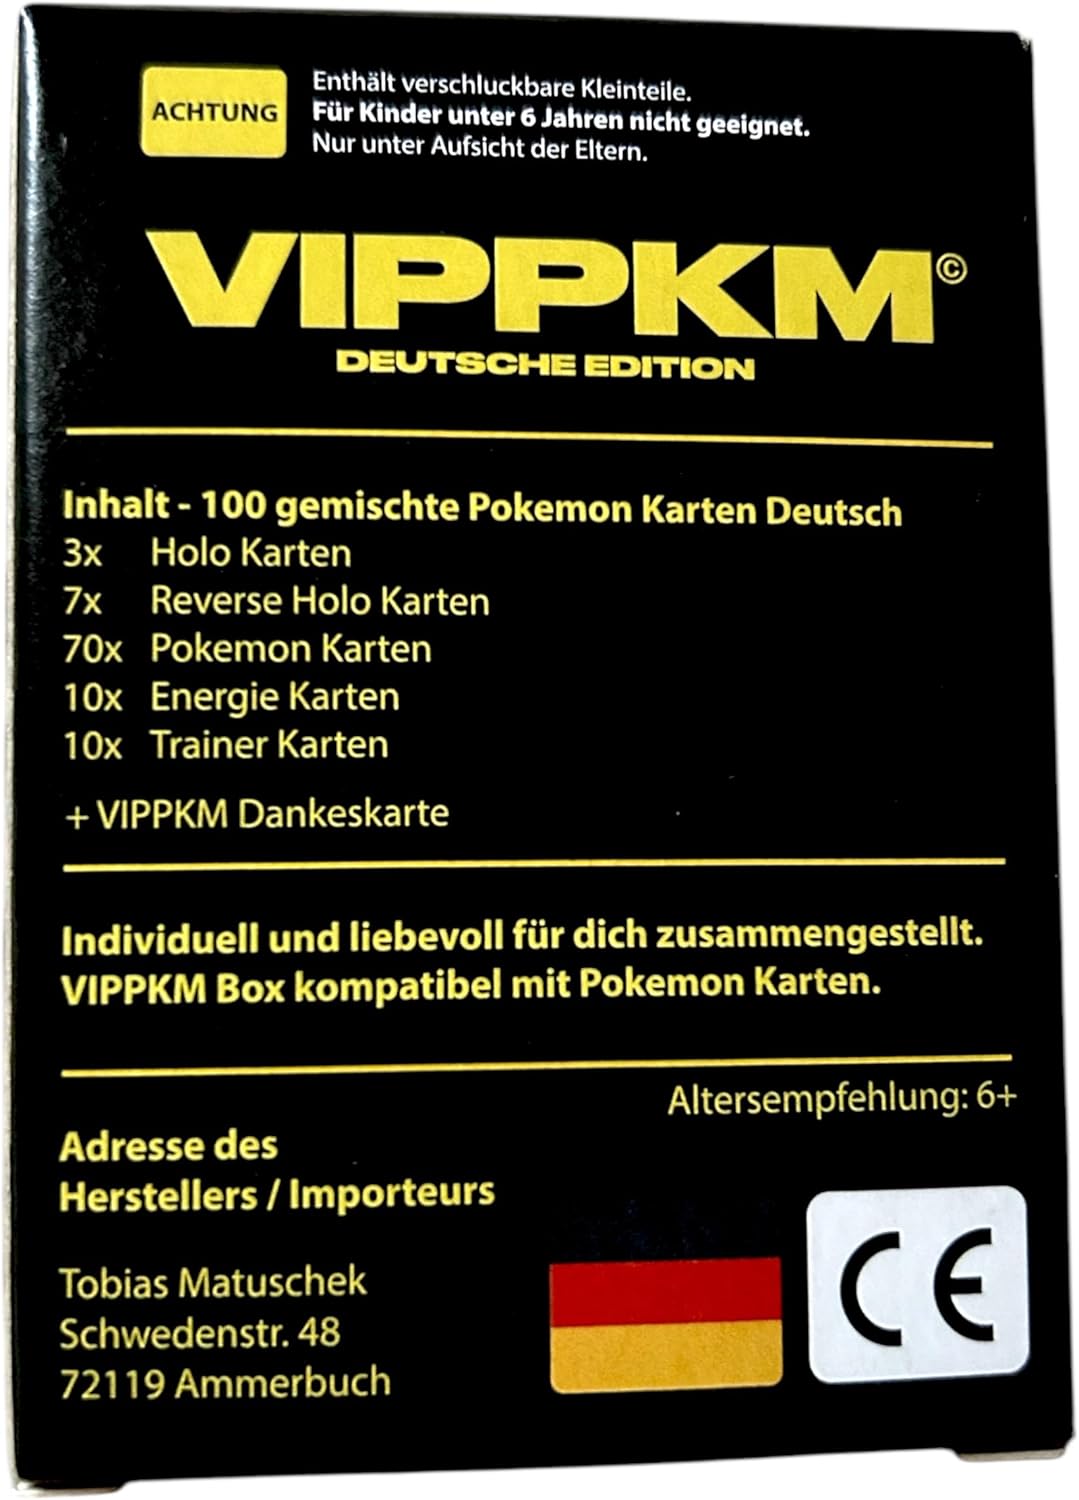 ACHTUNG
Enthält verschluckbare Kleinteile.
Für Kinder unter 6 Jahren nicht geeignet.
Nur unter Aufsicht der Eltern.
VIPPKM©
DEUTSCHE EDITION
Inhalt - 100 gemischte Pokemon Karten Deutsch
3x Holo Karten
7x Reverse Holo Karten
70x Pokemon Karten
10x Energie Karten
10x Trainer Karten
+ VIPPKM Dankeskarte
Individuell und liebevoll für dich zusammengestellt.
VIPPKM Box kompatibel mit Pokemon Karten.
Altersempfehlung: 6+
Adresse des
Herstellers / Importeurs
Tobias Matuschek
Schwedenstr. 48
72119 Ammerbuch
CE